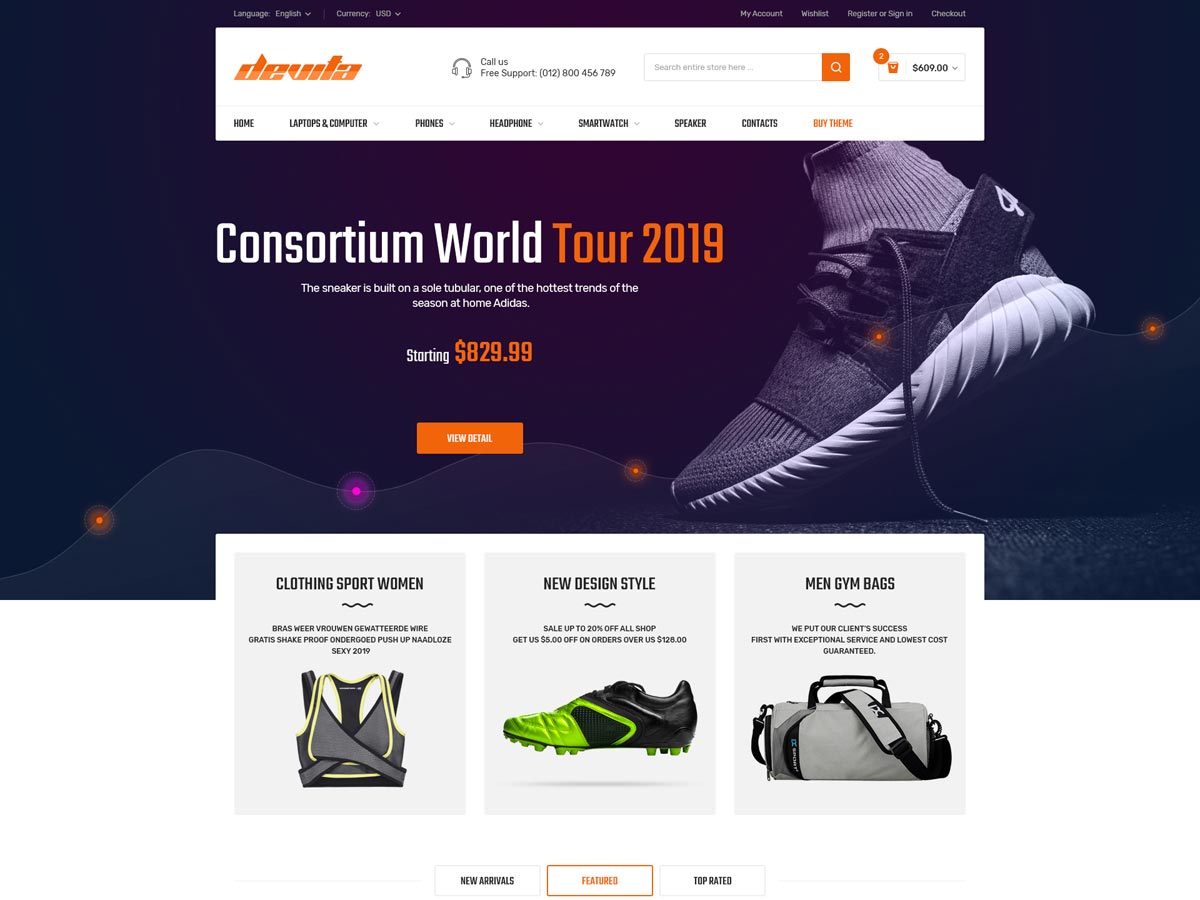 Language: English Currency: USD My Account Wishlist Register or Sign in Checkout
devita
Call us
Free Support: (012) 800 456 789
Search entire store here ...
2
$609.00
HOME LAPTOPS & COMPUTER PHONES HEADPHONE SMARTWATCH SPEAKER CONTACTS BUY THEME
Consortium World Tour 2019
The sneaker is built on a sole tubular, one of the hottest trends of the
season at home Adidas.
Starting $829.99
VIEW DETAIL
CLOTHING SPORT WOMEN
BRAS WEER VROUWEN GEWATTEERDE WIRE
GRATIS SHAKE PROOF ONDERGOED PUSH UP NAADLOZE
SEXY 2019
NEW DESIGN STYLE
SALE UP TO 20% OFF ALL SHOP
GET US $5.00 OFF ON ORDERS OVER US $128.00
MEN GYM BAGS
WE PUT OUR CLIENT'S SUCCESS
FIRST WITH EXCEPTIONAL SERVICE AND LOWEST COST
GUARANTEED.
SPORT
NEW ARRIVALS FEATURED TOP RATED